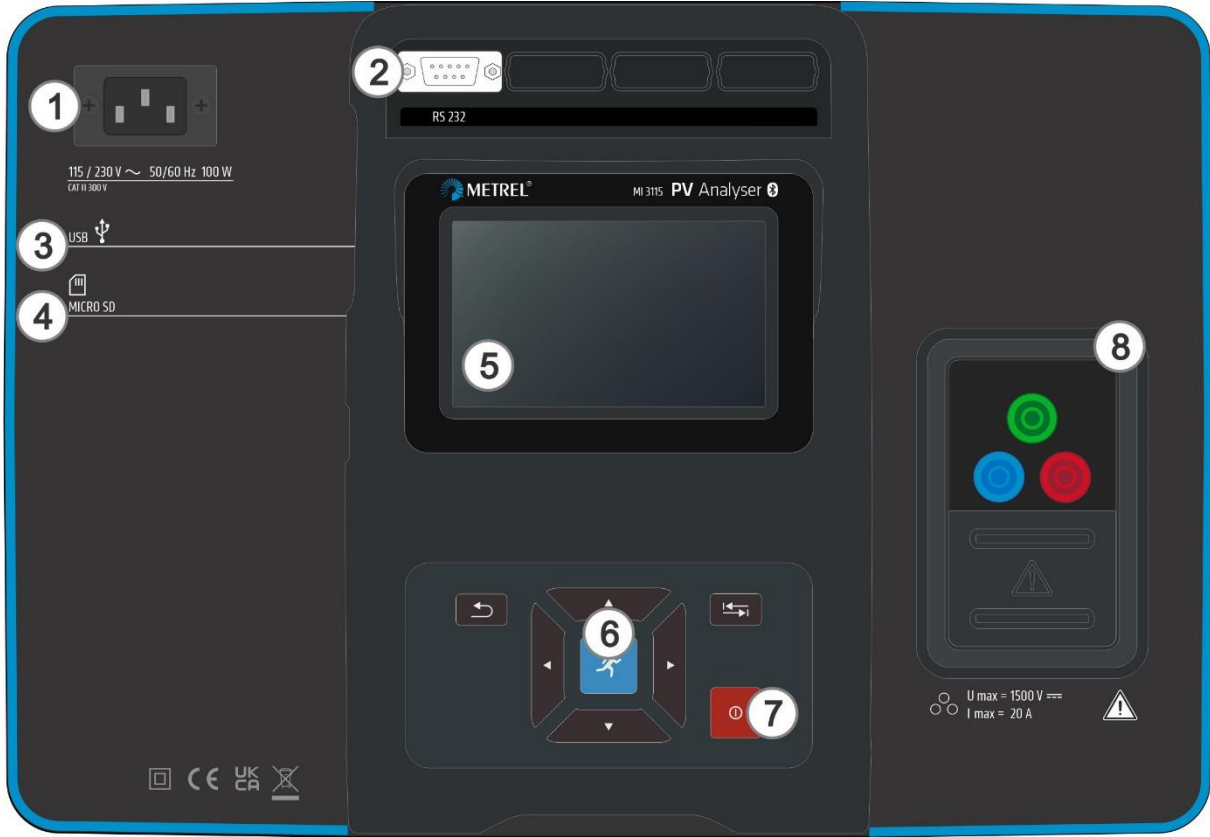 1
115 / 230 V ~ 50/60 Hz 100 W
CAT II 300 V
3
USB
MICRO SD
4
2
RS 232
METREL®
MI 3115 PV Analyser
5
6
7
8
U max = 1500 V ⎓
I max = 20 A
CE UK CA